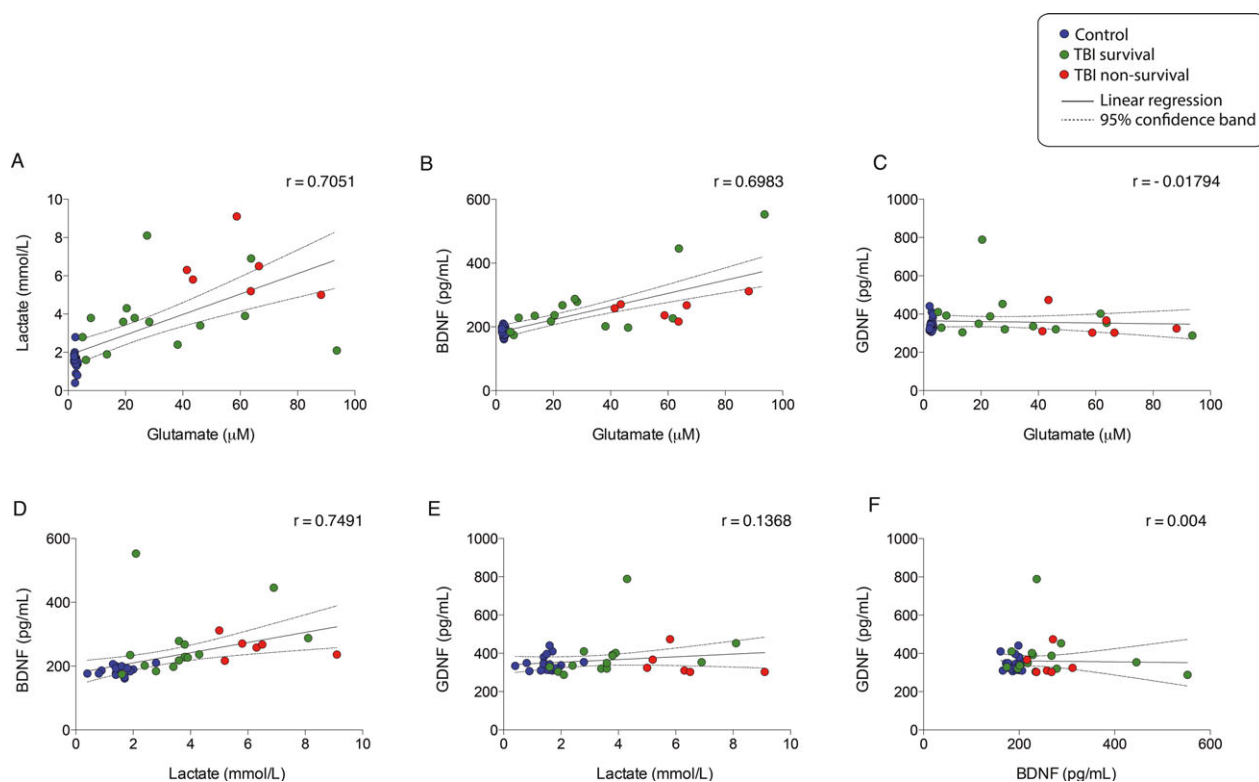 Control
TBI survival
TBI non-survival
Linear regression
95% confidence band
A
r = 0.7051
10
8
6
4
2
0
Lactate (mmol/L)
0 20 40 60 80 100
Glutamate (μM)
B
r = 0.6983
600
400
200
0
BDNF (pg/mL)
0 20 40 60 80 100
Glutamate (μM)
C
r = - 0.01794
1000
800
600
400
200
0
GDNF (pg/mL)
0 20 40 60 80 100
Glutamate (μM)
D
r = 0.7491
600
400
200
0
BDNF (pg/mL)
0 2 4 6 8 10
Lactate (mmol/L)
E
r = 0.1368
1000
800
600
400
200
0
GDNF (pg/mL)
0 2 4 6 8 10
Lactate (mmol/L)
F
r = 0.004
1000
800
600
400
200
0
GDNF (pg/mL)
0 200 400 600
BDNF (pg/mL)